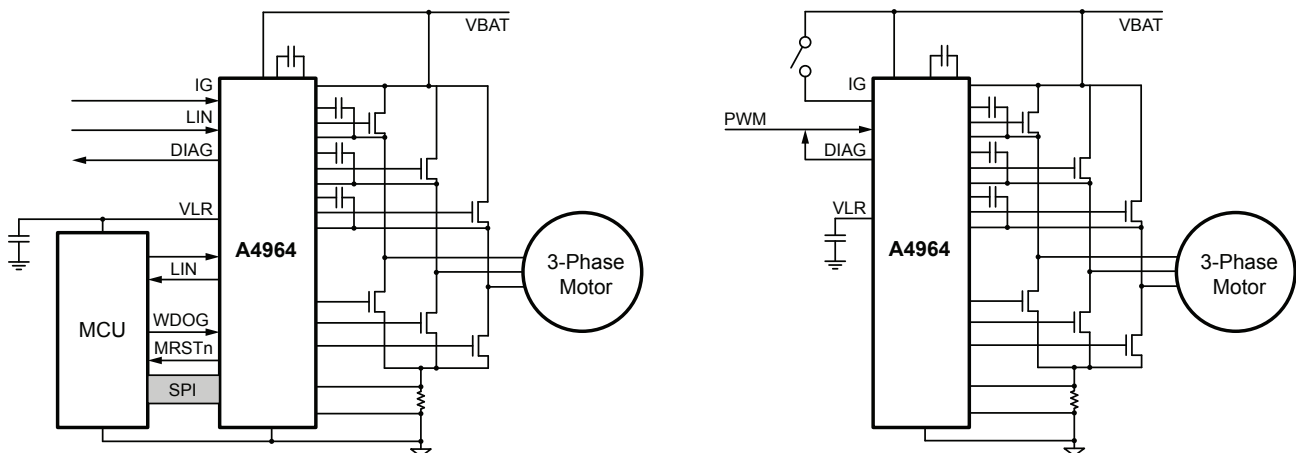 VBAT
IG
LIN
DIAG
VLR
A4964
LIN
MCU
WDOG
MRSTn
SPI
3-Phase
Motor
VBAT
IG
PWM
DIAG
VLR
A4964
3-Phase
Motor